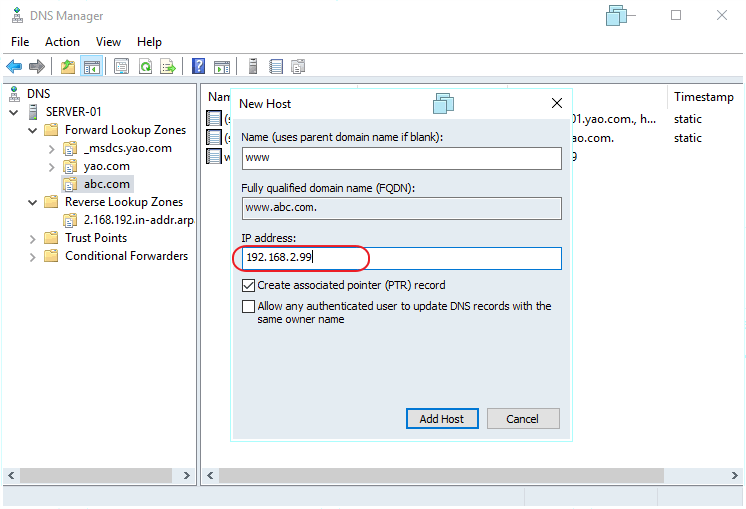 DNS Manager
File Action View Help
DNS
SERVER-01
Forward Lookup Zones
_msdcs.yao.com
yao.com
abc.com
Reverse Lookup Zones
2.168.192.in-addr.arp
Trust Points
Conditional Forwarders
Timestamp
01.yao.com., h... static
ao.com. static
New Host
Name (uses parent domain name if blank):
www
Fully qualified domain name (FQDN):
www.abc.com.
IP address:
192.168.2.99
Create associated pointer (PTR) record
Allow any authenticated user to update DNS records with the
same owner name
Add Host Cancel